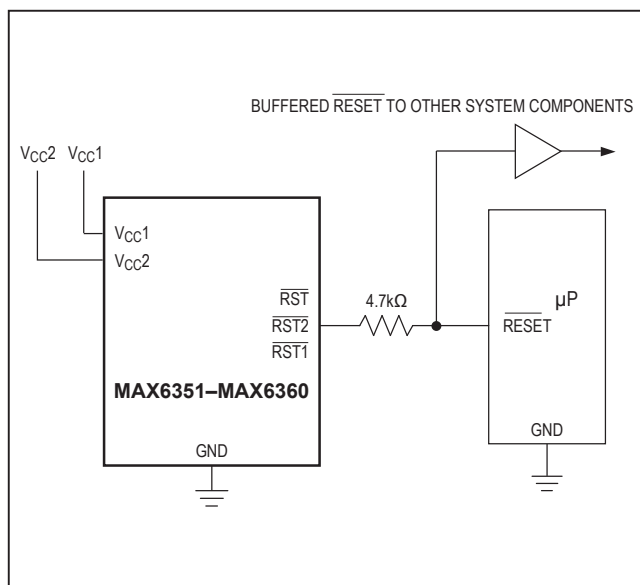 BUFFERED RESET TO OTHER SYSTEM COMPONENTS
VCC2 VCC1
VCC1
VCC2
RST
RST2
RST1
4.7kΩ
µP
RESET
MAX6351–MAX6360
GND
GND